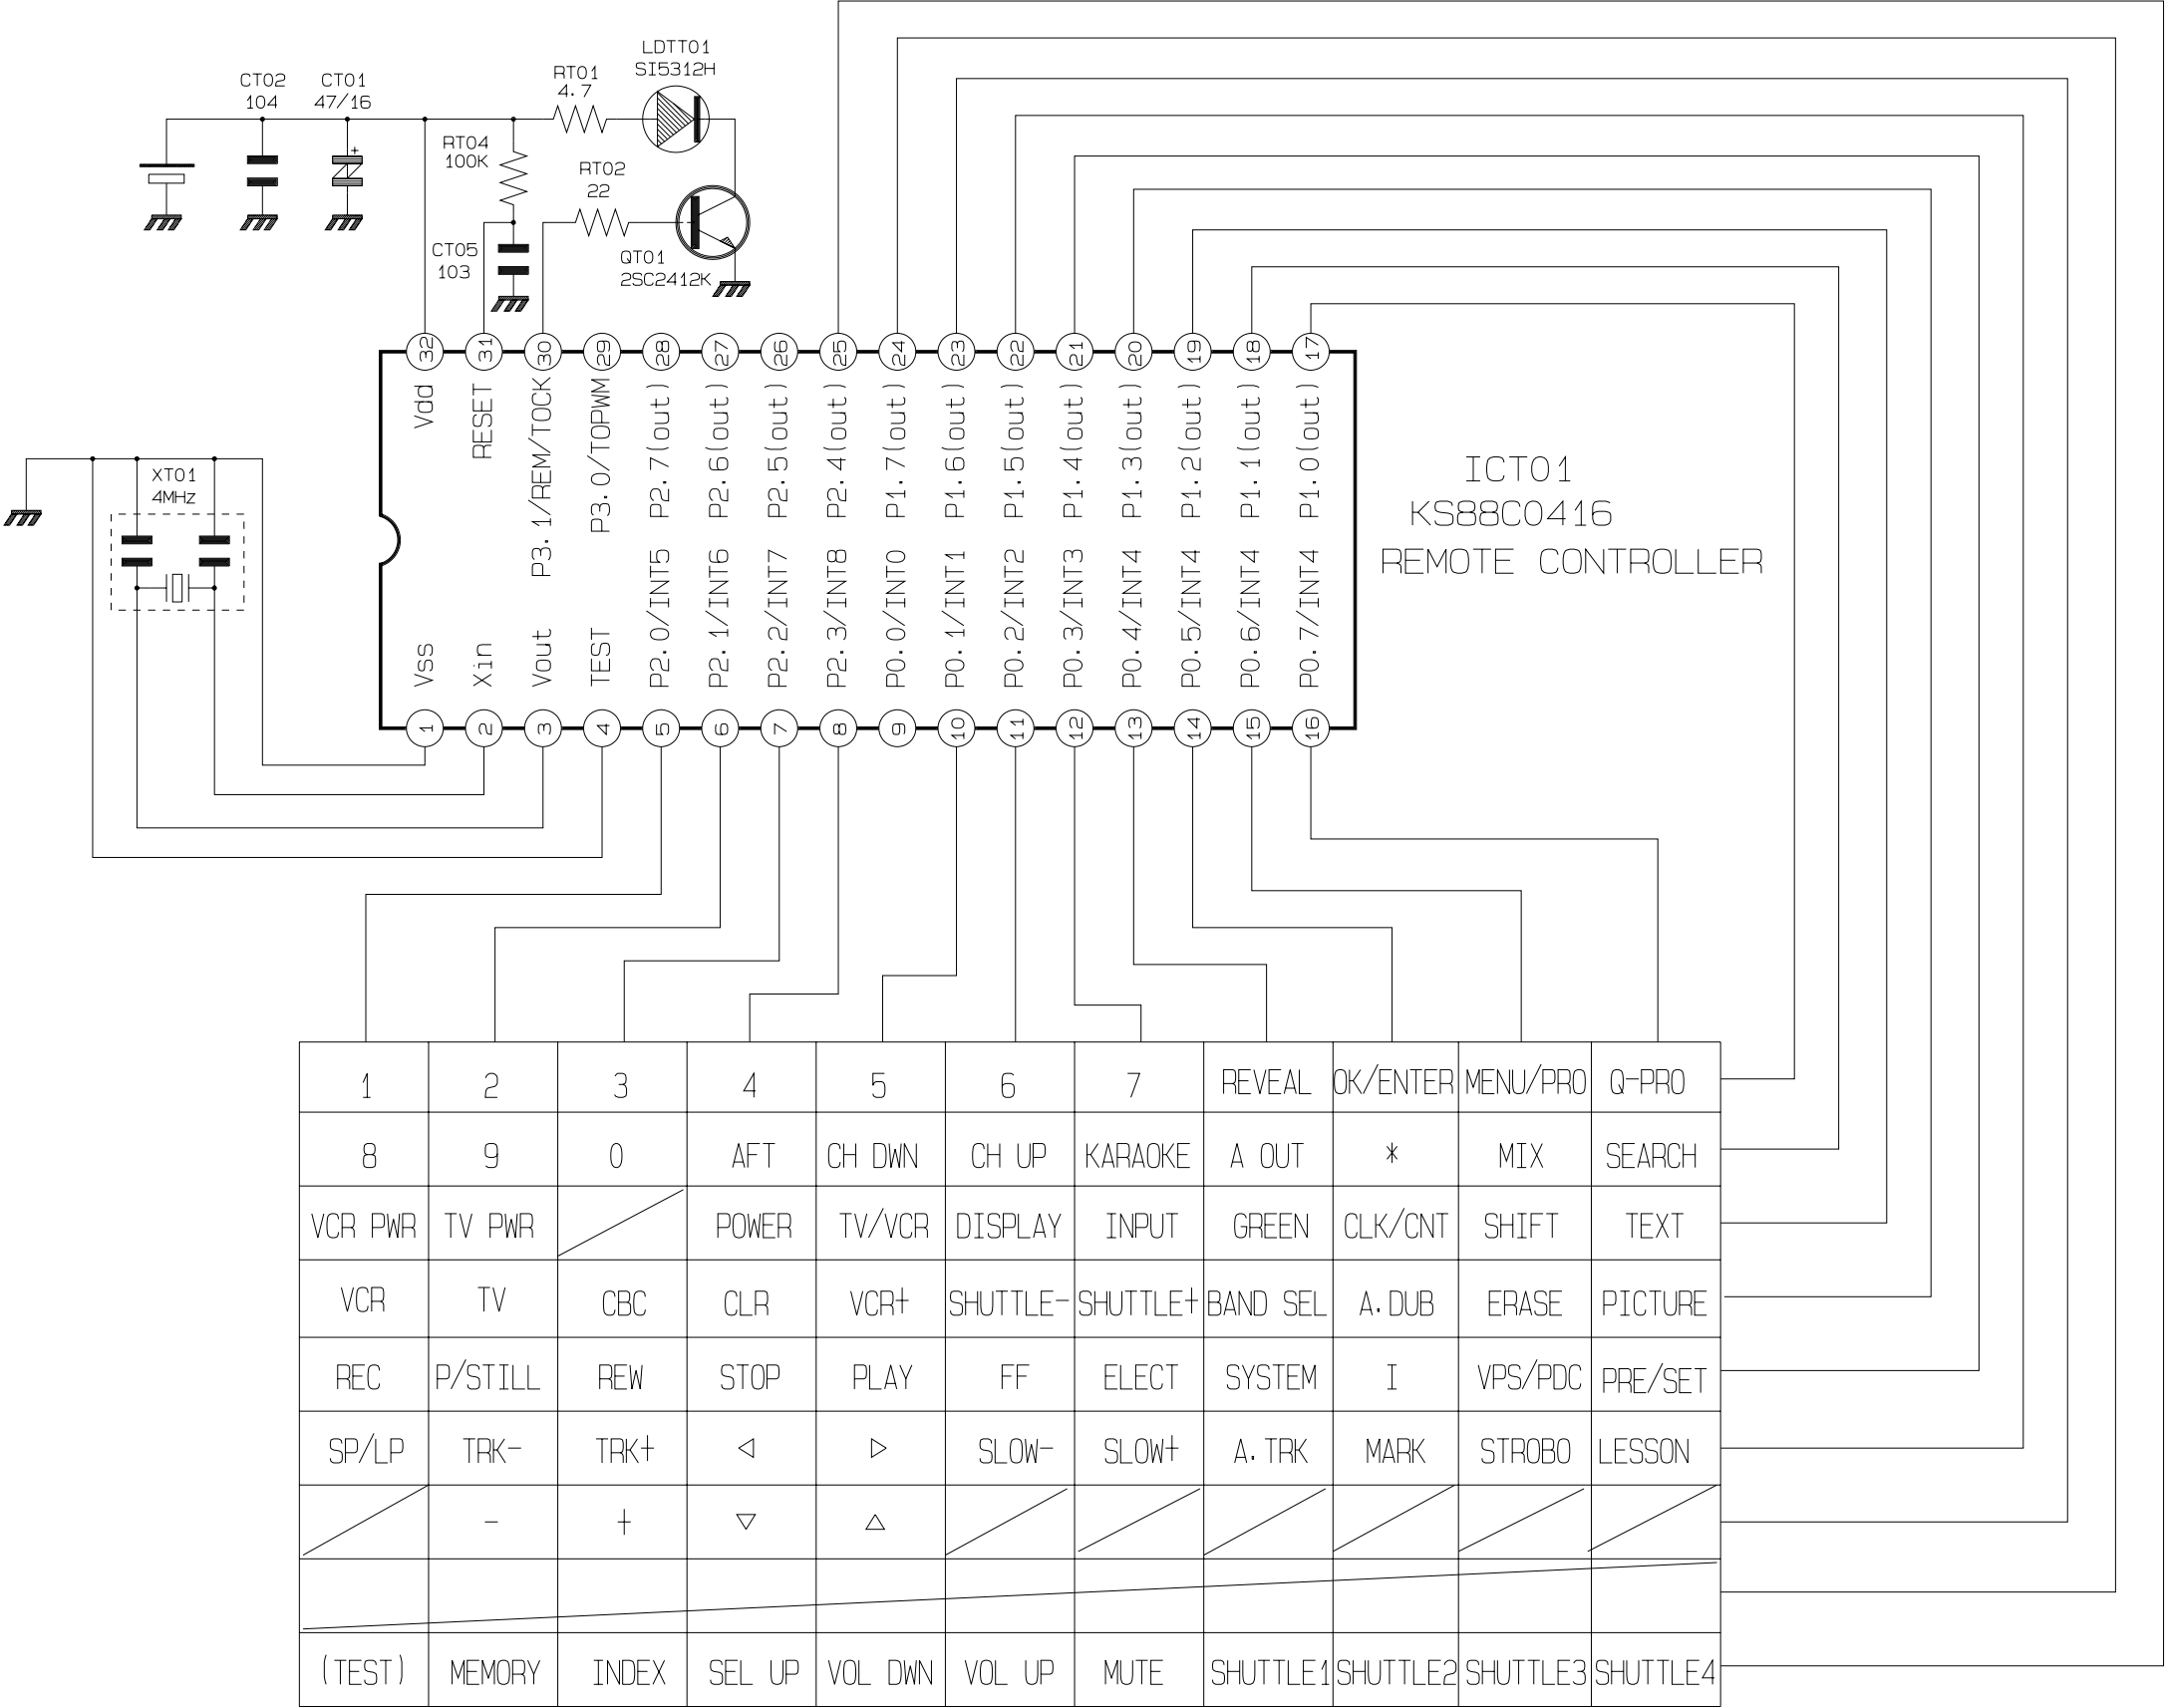 LDTT01
SI5312H
RT01
4.7
CT02
104
CT01
47/16
+
RT04
100K
RT02
22
CT05
103
QT01
2SC2412K
32
31
30
29
28
27
26
25
24
23
22
21
20
19
18
17
Vdd
RESET
P3.1/REM/TOCK
P3.0/TOPWM
P2.7(out)
P2.6(out)
P2.5(out)
P2.4(out)
P1.7(out)
P1.6(out)
P1.5(out)
P1.4(out)
P1.3(out)
P1.2(out)
P1.1(out)
P1.0(out)
ICT01
KS88C0416
REMOTE CONTROLLER
XT01
4MHz
Vss
Xin
Vout
TEST
P2.0/INT5
P2.1/INT6
P2.2/INT7
P2.3/INT8
P0.0/INT0
P0.1/INT1
P0.2/INT2
P0.3/INT3
P0.4/INT4
P0.5/INT4
P0.6/INT4
P0.7/INT4
1
2
3
4
5
6
7
8
9
10
11
12
13
14
15
16
1 2 3 4 5 6 7 REVEAL OK/ENTER MENU/PRO Q-PRO
8 9 0 AFT CH DWN CH UP KARAOKE A OUT * MIX SEARCH
VCR PWR TV PWR POWER TV/VCR DISPLAY INPUT GREEN CLK/CNT SHIFT TEXT
VCR TV CBC CLR VCR+ SHUTTLE- SHUTTLE+ BAND SEL A.DUB ERASE PICTURE
REC P/STILL REW STOP PLAY FF ELECT SYSTEM I VPS/PDC PRE/SET
SP/LP TRK- TRK+ ◁ ▷ SLOW- SLOW+ A.TRK MARK STROBO LESSON
- + ▽ △
(TEST) MEMORY INDEX SEL UP VOL DWN VOL UP MUTE SHUTTLE1 SHUTTLE2 SHUTTLE3 SHUTTLE4